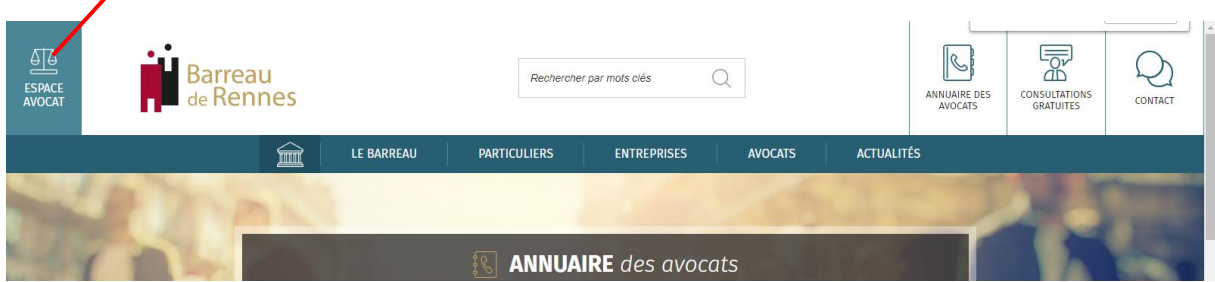 ESPACE
AVOCAT
Barreau
de Rennes
Rechercher par mots clés
ANNUAIRE DES
AVOCATS
CONSULTATIONS
GRATUITES
CONTACT
LE BARREAU PARTICULIERS ENTREPRISES AVOCATS ACTUALITÉS
ANNUAIRE des avocats